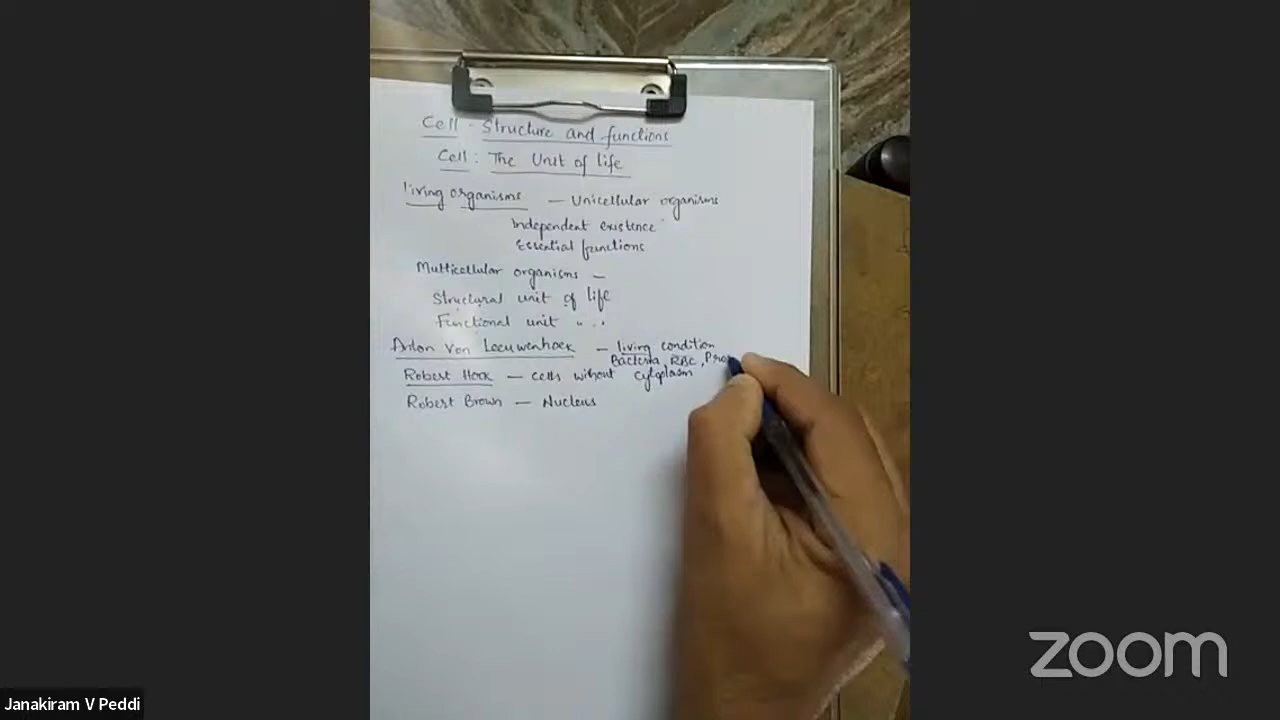 Cell - Structure and functions
Cell : The Unit of life
living organisms — Unicellular organisms
Independent existence
Essential functions
Multicellular organisms —
Structural unit of life
Functional unit " . .
Anton Von Leeuwenhoek — living condition
Bacteria, RBC,
Robert Hook — cells without cytoplasm
Robert Brown — Nucleus
zoom
Janakiram V Peddi